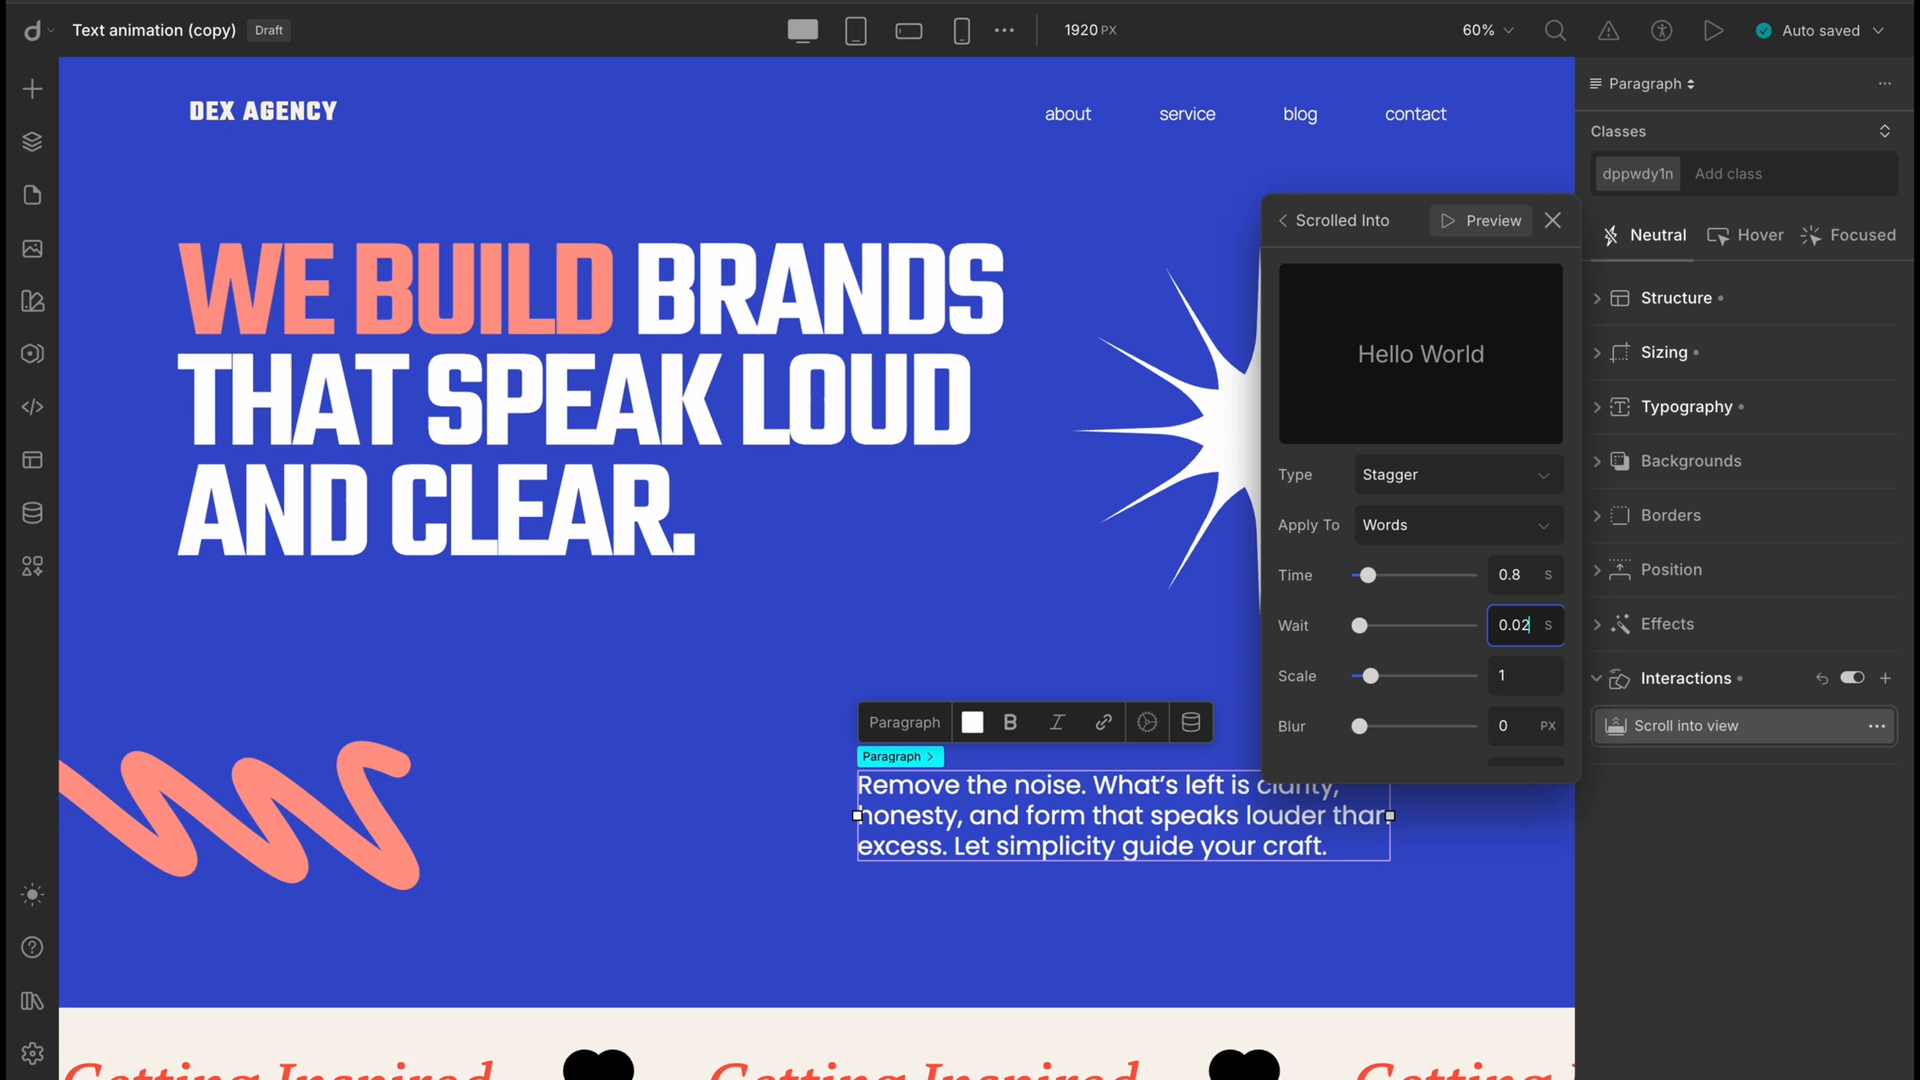 Text animation (copy) Draft
1920 PX
60%
Auto saved
DEX AGENCY
about service blog contact
WE BUILD BRANDS
THAT SPEAK LOUD
AND CLEAR.
Paragraph
Paragraph
Remove the noise. What’s left is clarity,
honesty, and form that speaks louder than
excess. Let simplicity guide your craft.
Getting Inspired Getting Inspired Getting
Scrolled Into Preview
Hello World
Type Stagger
Apply To Words
Time 0.8 S
Wait 0.02 S
Scale 1
Blur 0 PX
Paragraph
Classes
dppwdy1n Add class
Neutral Hover Focused
Structure
Sizing
Typography
Backgrounds
Borders
Position
Effects
Interactions
Scroll into view